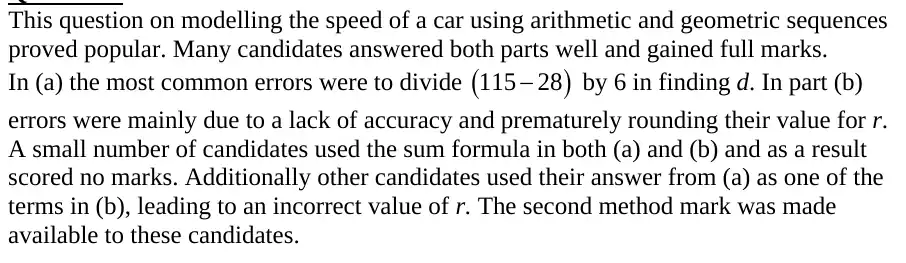 This question on modelling the speed of a car using arithmetic and geometric sequences
proved popular. Many candidates answered both parts well and gained full marks.
In (a) the most common errors were to divide (115 – 28) by 6 in finding d. In part (b)
errors were mainly due to a lack of accuracy and prematurely rounding their value for r.
A small number of candidates used the sum formula in both (a) and (b) and as a result
scored no marks. Additionally other candidates used their answer from (a) as one of the
terms in (b), leading to an incorrect value of r. The second method mark was made
available to these candidates.